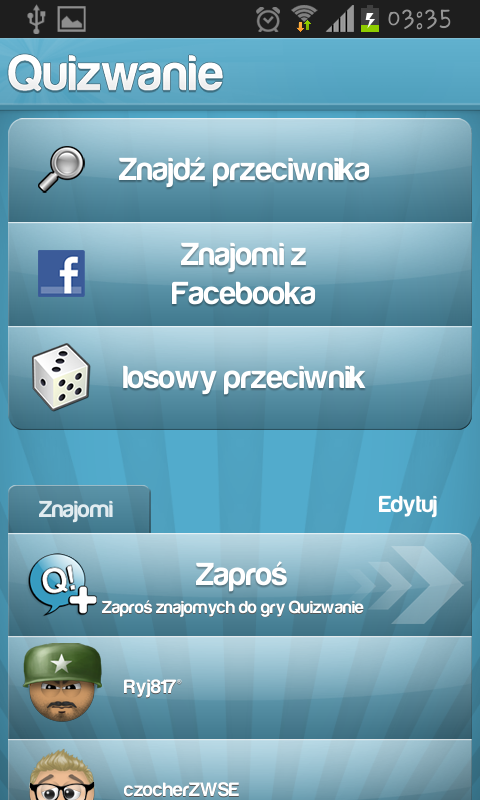 03:35
Quizwanie
Znajdź przeciwnika
Znajomi z
Facebooka
f
losowy przeciwnik
Znajomi
Edytuj
Q!
Zaproś
Zaproś znajomych do gry Quizwanie
Ryj817
czocherZWSE